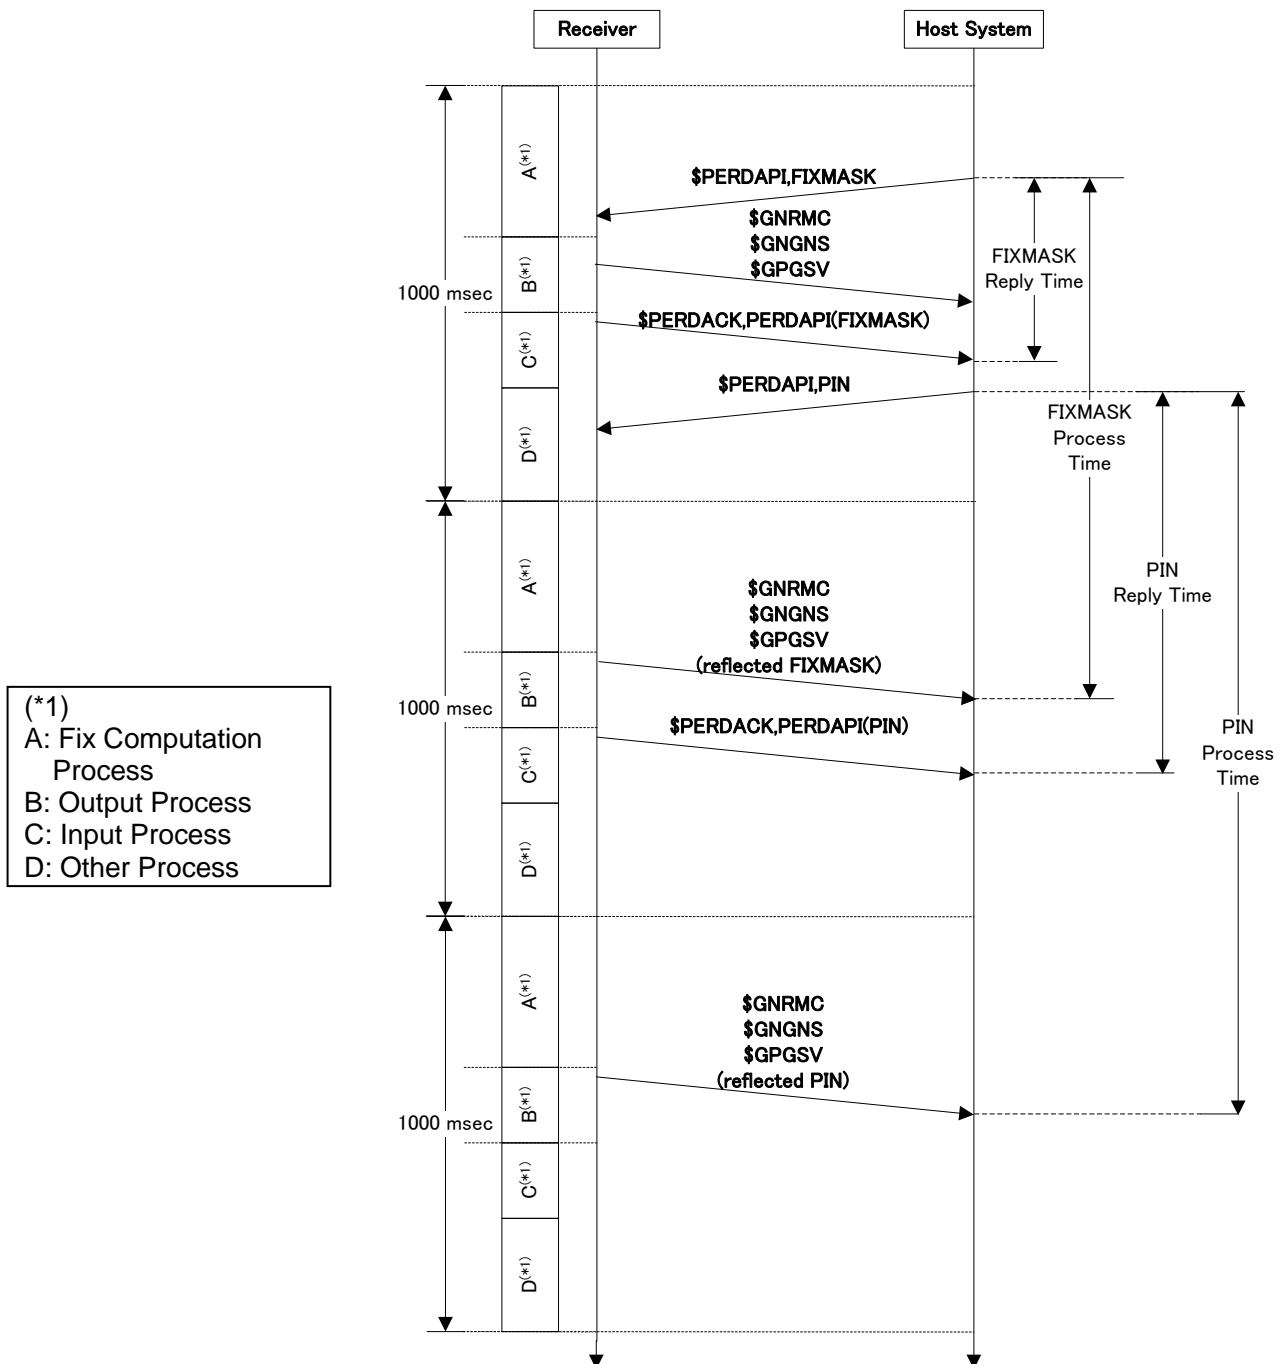 Receiver
Host System
A(*1)
$PERDAPI,FIXMASK
$GNRMC
$GNGNS
$GPGSV
B(*1)
1000 msec
FIXMASK
Reply Time
$PERDACK,PERDAPI(FIXMASK)
C(*1)
$PERDAPI,PIN
D(*1)
FIXMASK
Process
Time
A(*1)
$GNRMC
$GNGNS
$GPGSV
(reflected FIXMASK)
PIN
Reply Time
B(*1)
1000 msec
$PERDACK,PERDAPI(PIN)
C(*1)
PIN
Process
Time
D(*1)
(*1)
A: Fix Computation
Process
B: Output Process
C: Input Process
D: Other Process
A(*1)
$GNRMC
$GNGNS
$GPGSV
(reflected PIN)
B(*1)
1000 msec
C(*1)
D(*1)